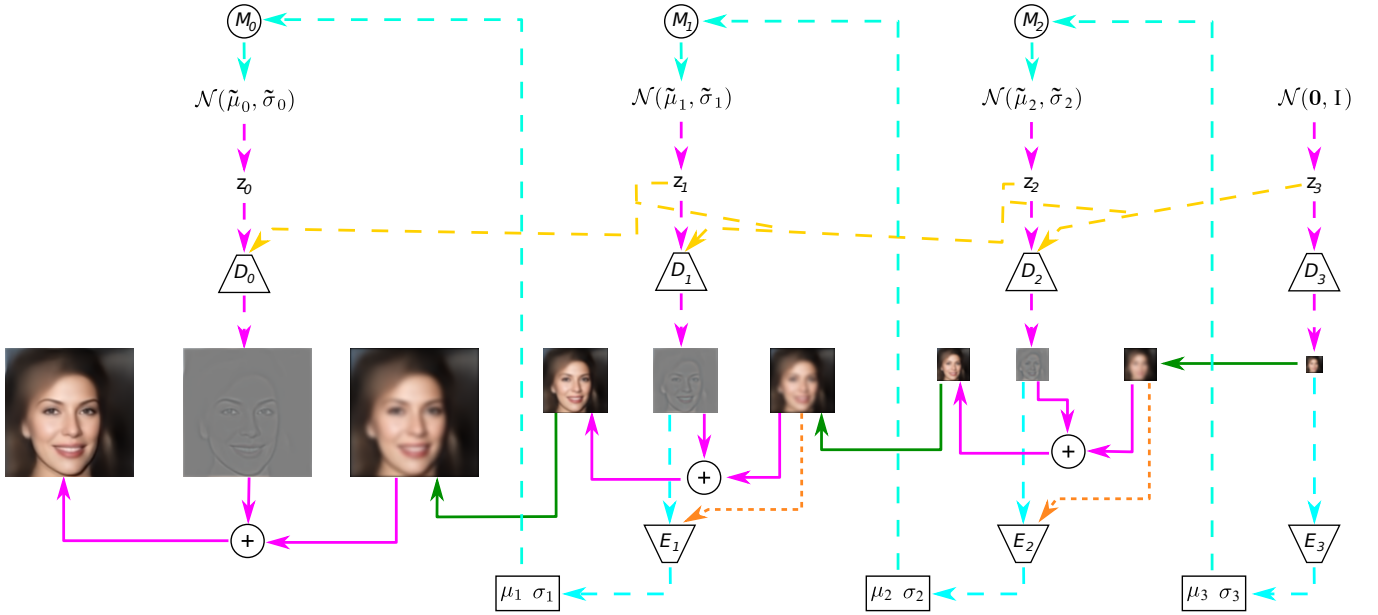 M₀ M₁ M₂
𝒩(μ̃₀, σ̃₀) 𝒩(μ̃₁, σ̃₁) 𝒩(μ̃₂, σ̃₂) 𝒩(𝟎, I)
z₀ z₁ z₂ z₃
D₀ D₁ D₂ D₃
+
+
+ E₁ E₂ E₃
μ₁ σ₁ μ₂ σ₂ μ₃ σ₃